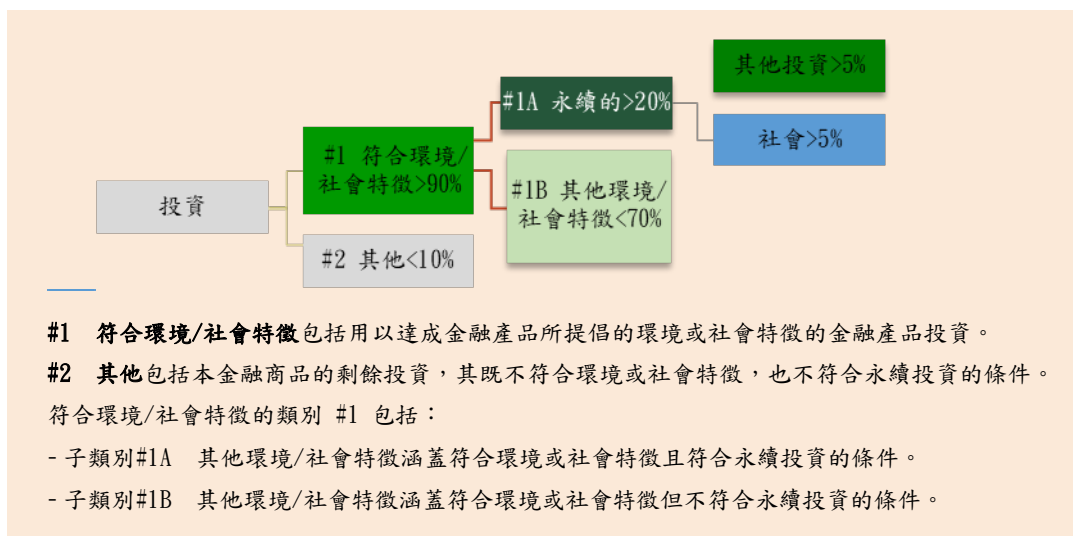 其他投資>5%
#1A 永續的>20%
社會>5%
#1 符合環境/
社會特徵>90%
#1B 其他環境/
社會特徵<70%
投資
#2 其他<10%
#1 符合環境/社會特徵包括用以達成金融產品所提倡的環境或社會特徵的金融產品投資。
#2 其他包括本金融商品的剩餘投資，其既不符合環境或社會特徵，也不符合永續投資的條件。
符合環境/社會特徵的類別 #1 包括：
- 子類別#1A 其他環境/社會特徵涵蓋符合環境或社會特徵且符合永續投資的條件。
- 子類別#1B 其他環境/社會特徵涵蓋符合環境或社會特徵但不符合永續投資的條件。